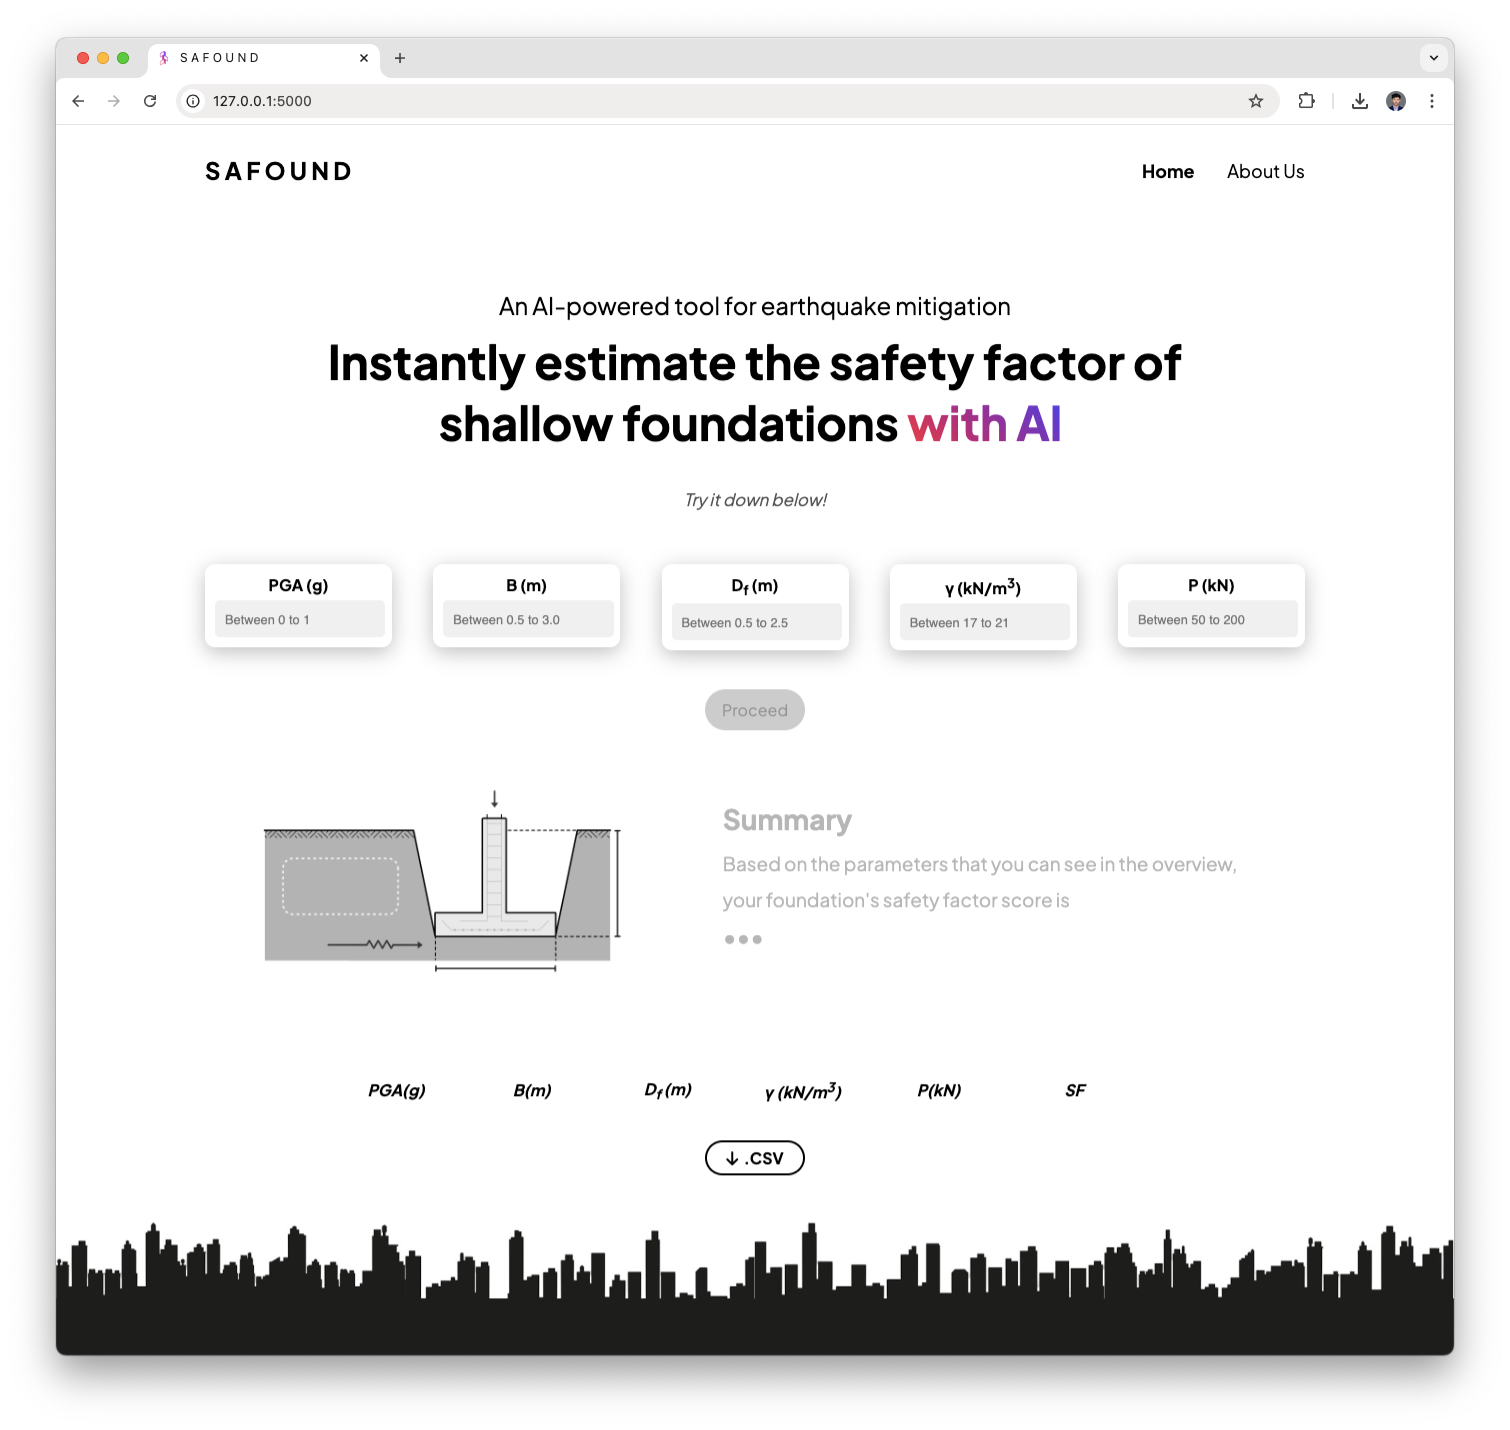 SAFOUND
127.0.0.1:5000
SAFOUND
Home
About Us
An AI-powered tool for earthquake mitigation
Instantly estimate the safety factor of
shallow foundations with AI
Try it down below!
PGA (g)
Between 0 to 1
B (m)
Between 0.5 to 3.0
Df (m)
Between 0.5 to 2.5
γ (kN/m³)
Between 17 to 21
P (kN)
Between 50 to 200
Proceed
Summary
Based on the parameters that you can see in the overview,
your foundation's safety factor score is
PGA(g)
B(m)
Df (m)
γ (kN/m³)
P(kN)
SF
↓ .CSV